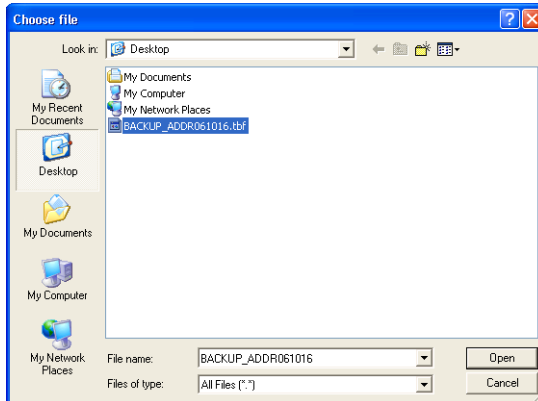 Choose file
Look in: Desktop
My Recent Documents
Desktop
My Documents
My Computer
My Network Places
My Documents
My Computer
My Network Places
BACKUP_ADDR061016.tbf
File name: BACKUP_ADDR061016 Open
Files of type: All Files (*.*) Cancel